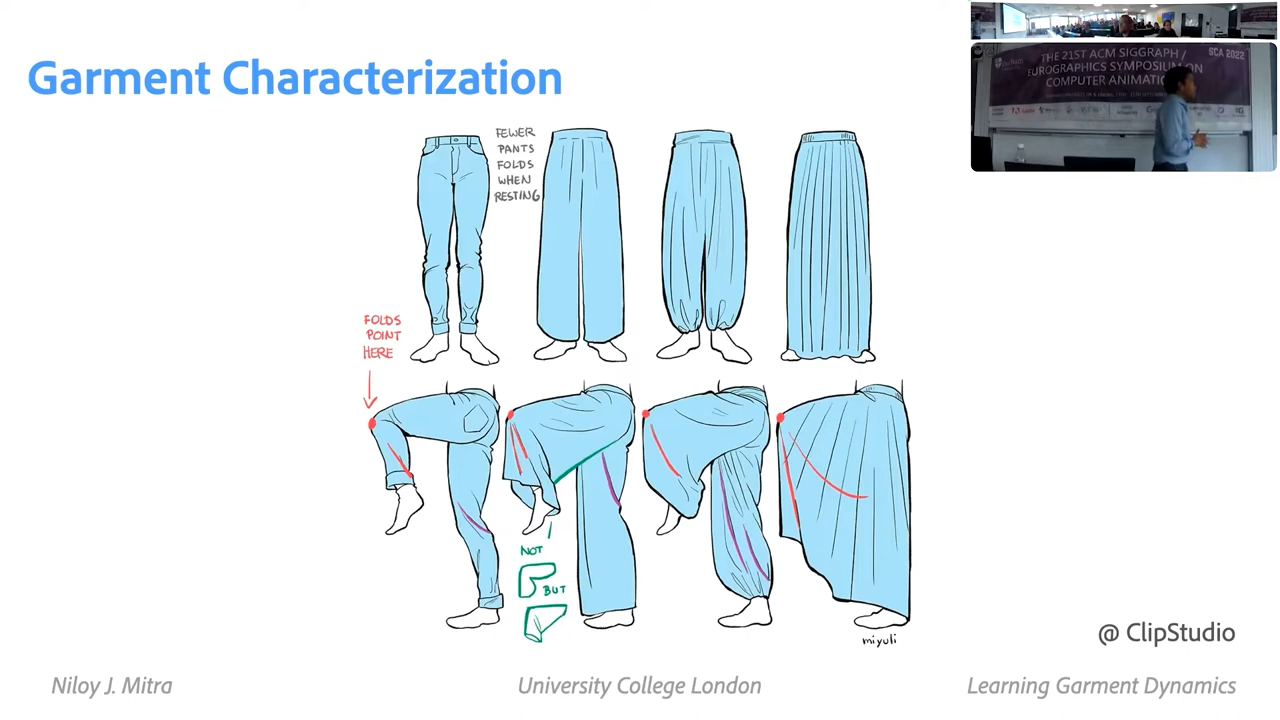 Garment Characterization
THE 21ST ACM SIGGRAPH /
EUROGRAPHICS SYMPOSIUM ON
COMPUTER ANIMATION
SCA 2022
FEWER
PANTS
FOLDS
WHEN
RESTING
FOLDS
POINT
HERE
NOT
BUT
miyuli
@ ClipStudio
Niloy J. Mitra
University College London
Learning Garment Dynamics